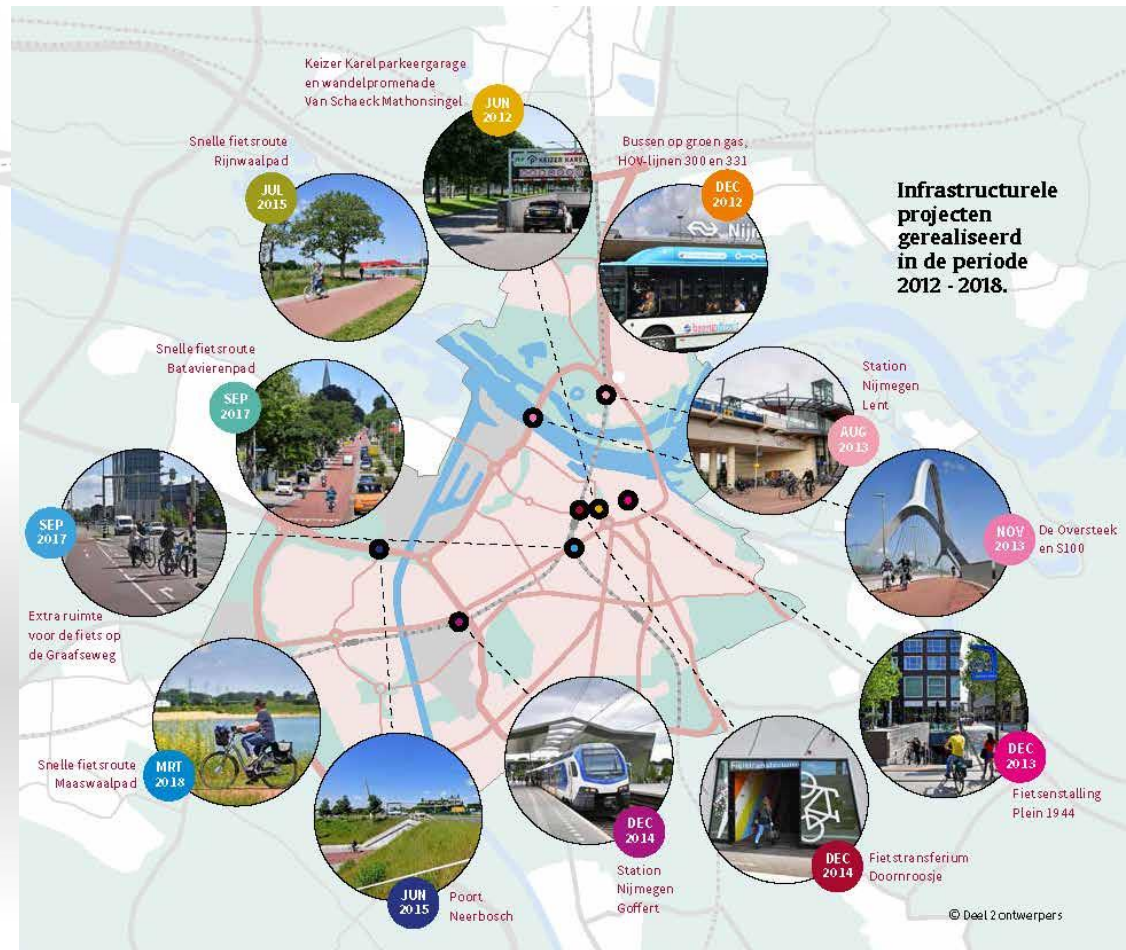 Keizer Karel parkeergarage
en wandelpromenade
Van Schaeck Mathonsingel
JUN
2012
KEIZER KAREL
Bussen op groen gas,
HOV-lijnen 300 en 331
DEC
2012
Nijm
Snelle fietsroute
Rijnwaalpad
JUL
2015
Infrastructurele
projecten
gerealiseerd
in de periode
2012 - 2018.
Snelle fietsroute
Batavierenpad
SEP
2017
Station
Nijmegen
Lent
AUG
2013
SEP
2017
Extra ruimte
voor de fiets op
de Graafseweg
NOV
2013
De Oversteek
en S100
Snelle fietsroute
Maaswaalpad
MRT
2018
JUN
2015
Poort
Neerbosch
DEC
2014
Station
Nijmegen
Goffert
Fietstransferium
DEC
2014
Fietstransferium
Doornroosje
DEC
2013
Fietsenstalling
Plein 1944
© Deel 2 ontwerpers